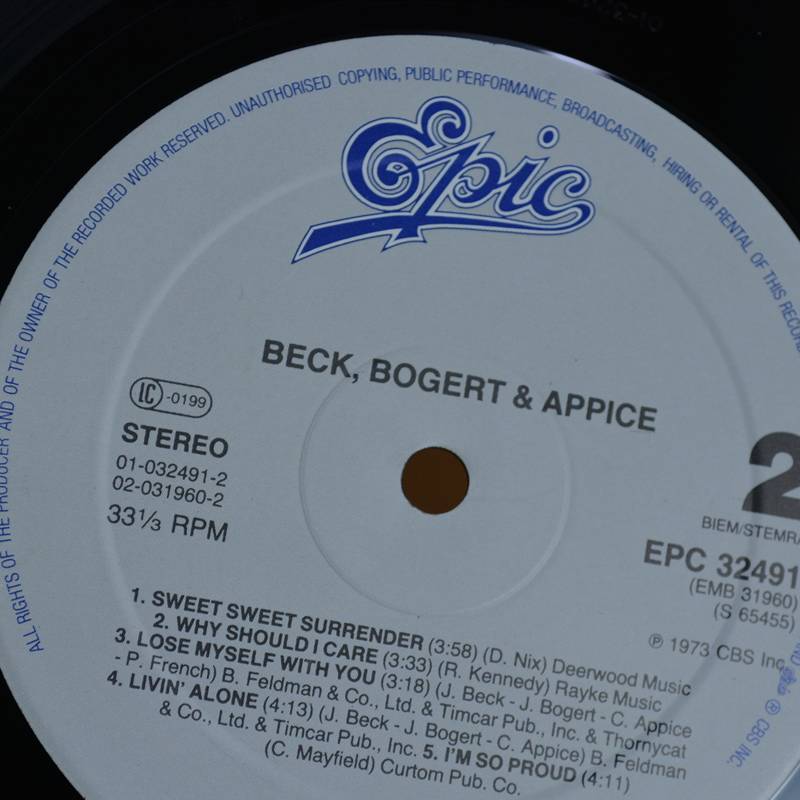 ALL RIGHTS OF THE PRODUCER AND OF THE OWNER OF THE RECORDED WORK RESERVED. UNAUTHORISED COPYING, PUBLIC PERFORMANCE, BROADCASTING, HIRING OR RENTAL OF THIS RECORD
Epic
BECK, BOGERT & APPICE
LC -0199
STEREO
01-032491-2
02-031960-2
33⅓ RPM
2
BIEM/STEMRA
EPC 32491
(EMB 31960)
(S 65455)
℗ 1973 CBS Inc.
1. SWEET SWEET SURRENDER (3:58) (D. Nix) Deerwood Music
2. WHY SHOULD I CARE (3:33) (R. Kennedy) Rayke Music
3. LOSE MYSELF WITH YOU (3:18) (J. Beck - J. Bogert - C. Appice
- P. French) B. Feldman & Co., Ltd. & Timcar Pub., Inc. & Thornycat
4. LIVIN' ALONE (4:13) (J. Beck - J. Bogert - C. Appice) B. Feldman
& Co., Ltd. & Timcar Pub., Inc. 5. I'M SO PROUD (4:11)
(C. Mayfield) Curtom Pub. Co.
® CBS INC.